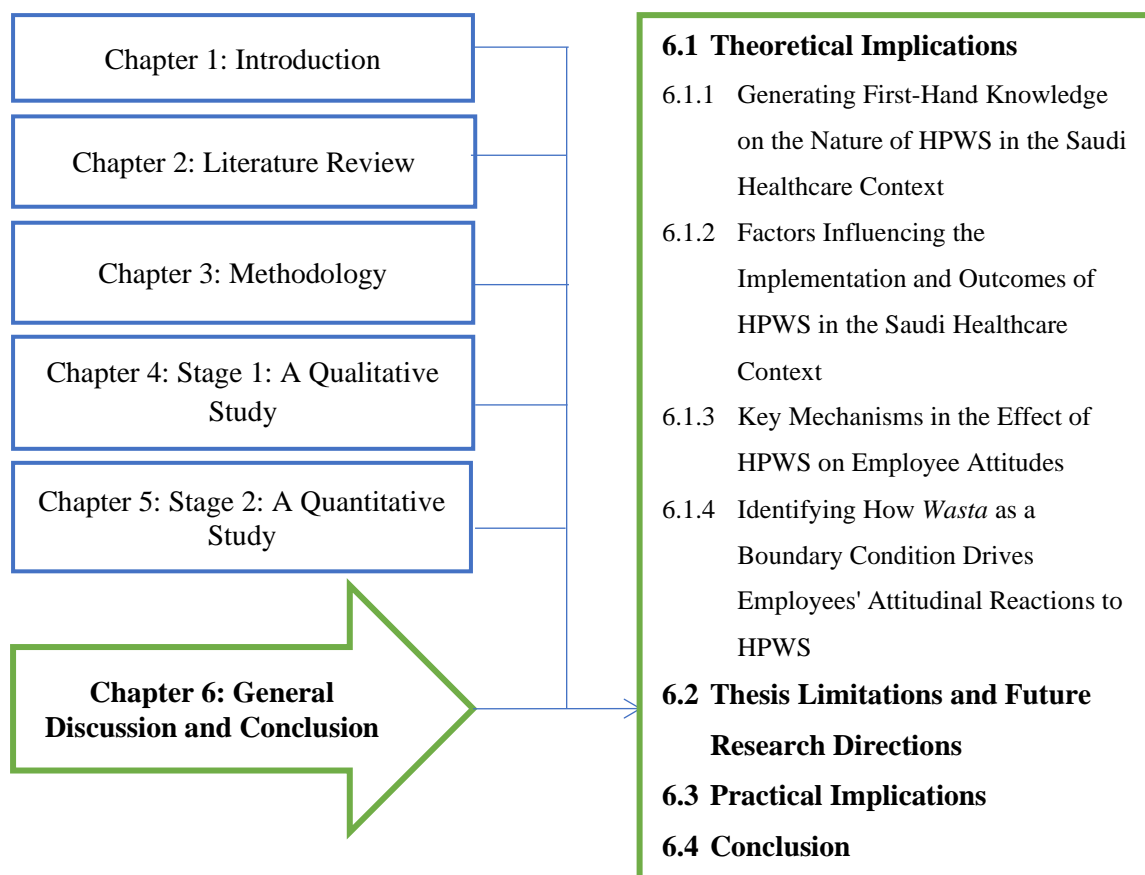 Chapter 1: Introduction
Chapter 2: Literature Review
Chapter 3: Methodology
Chapter 4: Stage 1: A Qualitative
Study
Chapter 5: Stage 2: A Quantitative
Study
Chapter 6: General
Discussion and Conclusion
6.1 Theoretical Implications
6.1.1 Generating First-Hand Knowledge
on the Nature of HPWS in the Saudi
Healthcare Context
6.1.2 Factors Influencing the
Implementation and Outcomes of
HPWS in the Saudi Healthcare
Context
6.1.3 Key Mechanisms in the Effect of
HPWS on Employee Attitudes
6.1.4 Identifying How Wasta as a
Boundary Condition Drives
Employees' Attitudinal Reactions to
HPWS
6.2 Thesis Limitations and Future
Research Directions
6.3 Practical Implications
6.4 Conclusion